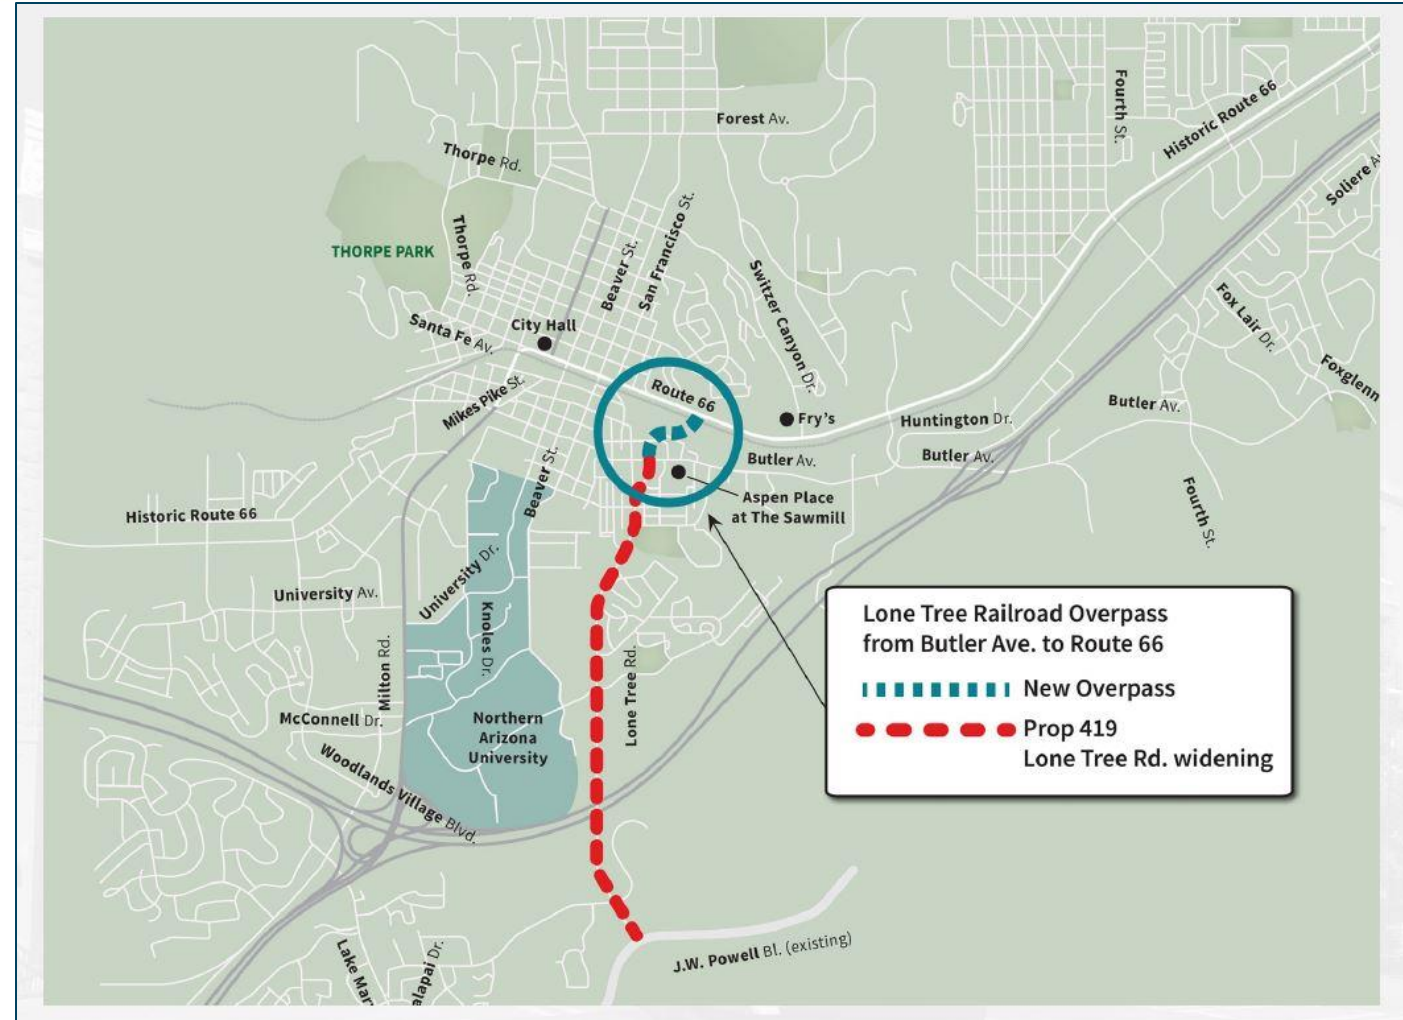 Forest Av.
Fourth St.
Historic Route 66
Thorpe Rd.
Soliere
THORPE PARK
Thorpe Rd.
Beaver St.
San Francisco St.
Switzer Canyon Dr.
Fox Lair Dr.
Santa Fe Av.
City Hall
Foxglenn
Mikes Pike St.
Route 66
Fry's
Huntington Dr.
Butler Av.
Butler Av.
Butler Av.
Beaver St.
Aspen Place
at The Sawmill
Fourth St.
Historic Route 66
University Av.
University Dr.
Knoles Dr.
Milton Rd.
Lone Tree Rd.
McConnell Dr.
Northern
Arizona
University
Woodlands Village Blvd.
Lone Tree Railroad Overpass
from Butler Ave. to Route 66
New Overpass
Prop 419
Lone Tree Rd. widening
J.W. Powell Bl. (existing)
Lake Mar
alapai Dr.